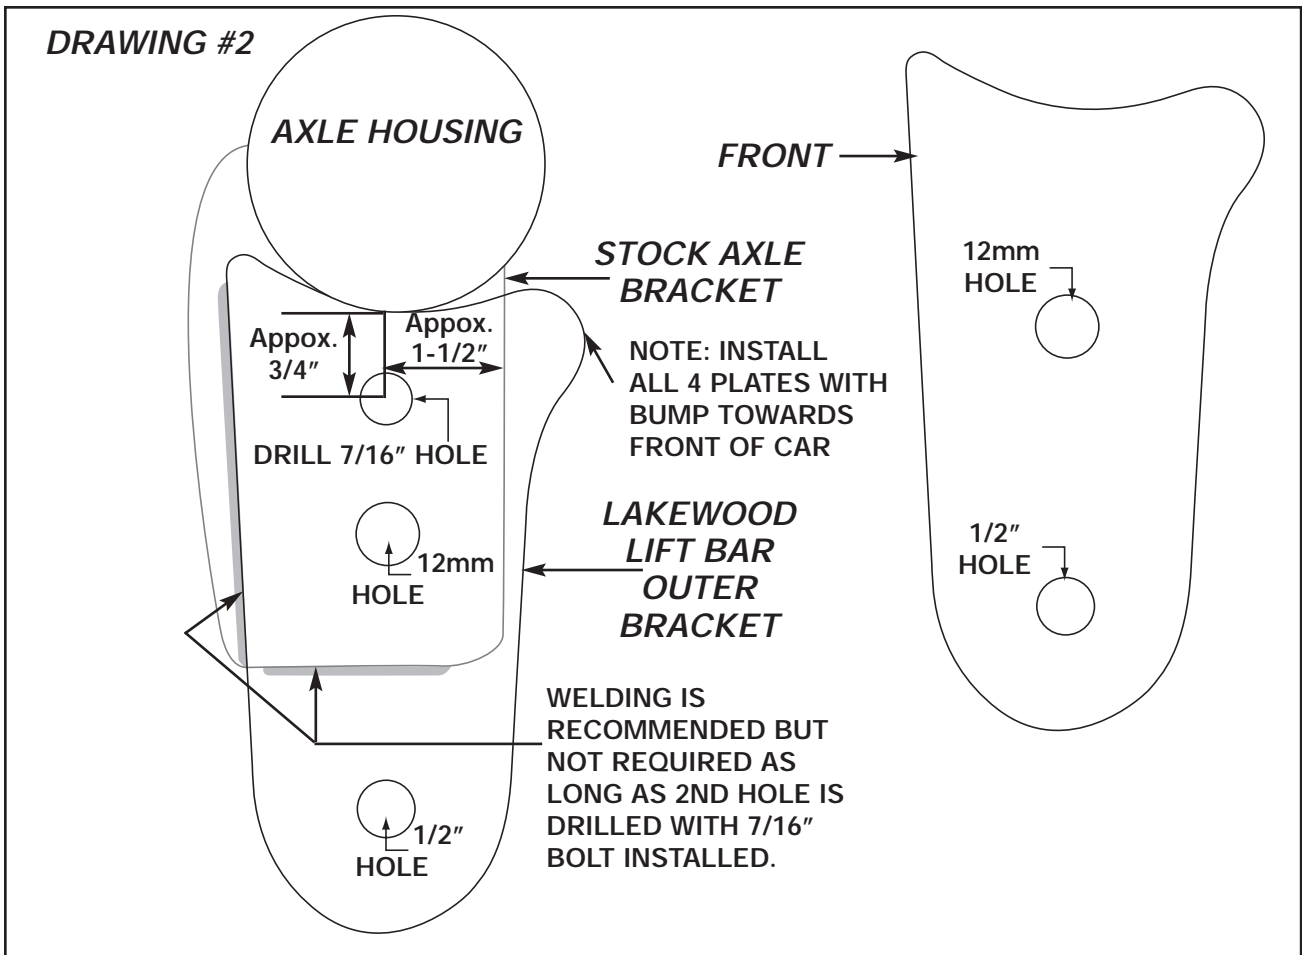 DRAWING #2
AXLE HOUSING
FRONT
STOCK AXLE
BRACKET
12mm
HOLE
Appox.
3/4″
Appox.
1-1/2″
NOTE: INSTALL
ALL 4 PLATES WITH
BUMP TOWARDS
FRONT OF CAR
DRILL 7/16″ HOLE
LAKEWOOD
LIFT BAR
OUTER
BRACKET
12mm
HOLE
1/2″
HOLE
WELDING IS
RECOMMENDED BUT
NOT REQUIRED AS
LONG AS 2ND HOLE IS
DRILLED WITH 7/16″
BOLT INSTALLED.
1/2″
HOLE